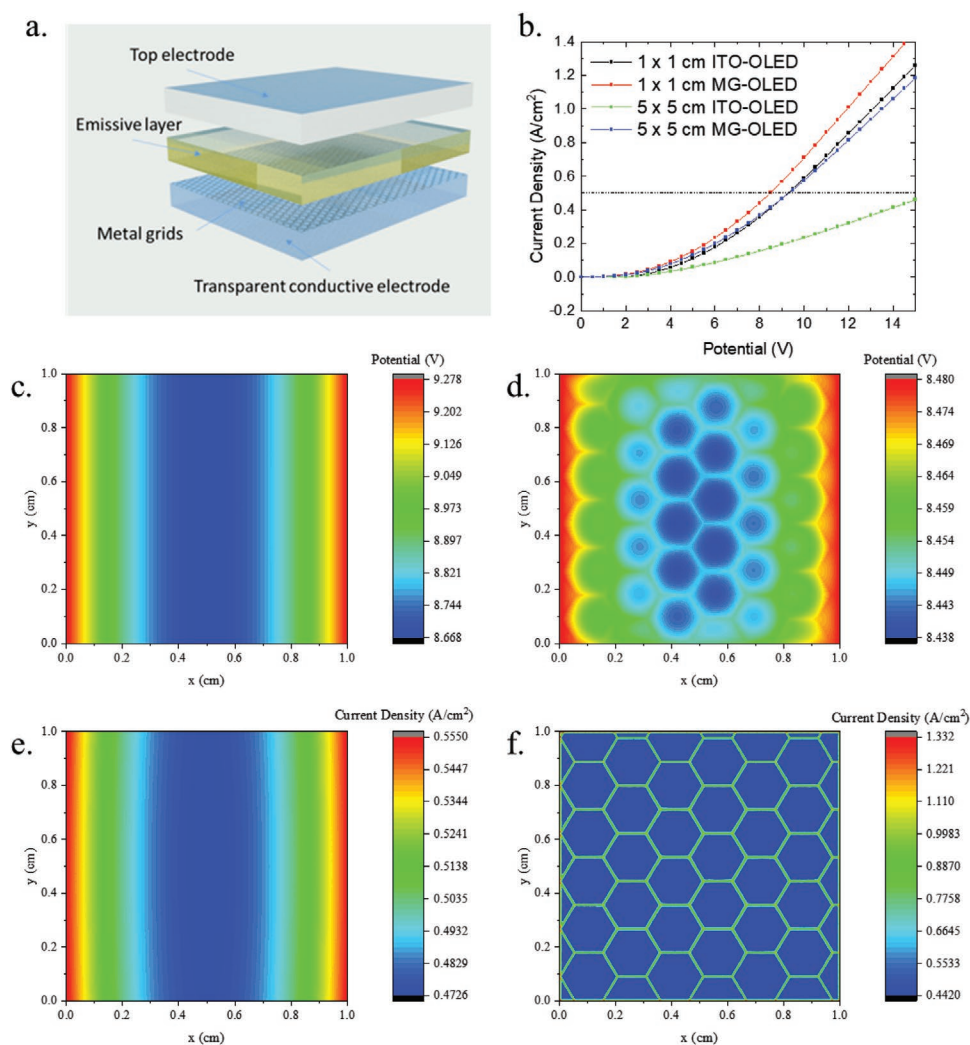 a.
Top electrode
Emissive layer
Metal grids
Transparent conductive electrode
b.
1 x 1 cm ITO-OLED
1 x 1 cm MG-OLED
5 x 5 cm ITO-OLED
5 x 5 cm MG-OLED
Current Density (A/cm²)
1.4
1.2
1.0
0.8
0.6
0.4
0.2
0.0
-0.2
0 2 4 6 8 10 12 14
Potential (V)
c.
Potential (V)
9.278
9.202
9.126
9.049
8.973
8.897
8.821
8.744
8.668
y (cm)
1.0
0.8
0.6
0.4
0.2
0.0
0.0 0.2 0.4 0.6 0.8 1.0
x (cm)
d.
Potential (V)
8.480
8.474
8.469
8.464
8.459
8.454
8.449
8.443
8.438
y (cm)
1.0
0.8
0.6
0.4
0.2
0.0
0.0 0.2 0.4 0.6 0.8 1.0
x (cm)
e.
Current Density (A/cm²)
0.5550
0.5447
0.5344
0.5241
0.5138
0.5035
0.4932
0.4829
0.4726
y (cm)
1.0
0.8
0.6
0.4
0.2
0.0
0.0 0.2 0.4 0.6 0.8 1.0
x (cm)
f.
Current Density (A/cm²)
1.332
1.221
1.110
0.9983
0.8870
0.7758
0.6645
0.5533
0.4420
y (cm)
1.0
0.8
0.6
0.4
0.2
0.0
0.0 0.2 0.4 0.6 0.8 1.0
x (cm)